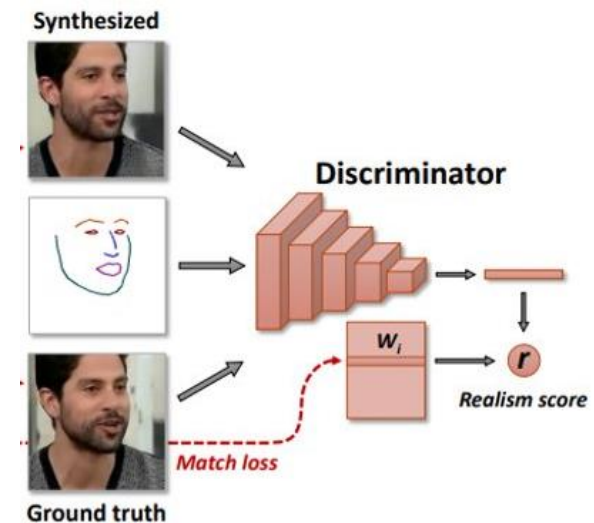 Synthesized
Discriminator
W_i
r
Realism score
Match loss
Ground truth